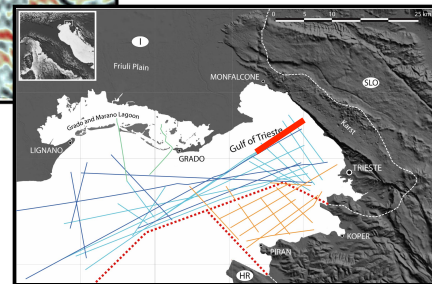 0 5 25 km
I
SLO
Friuli Plain
MONFALCONE
Karst
Grado and Marano Lagoon
Gulf of Trieste
LIGNANO
GRADO
TRIESTE
KOPER
PIRAN
HR